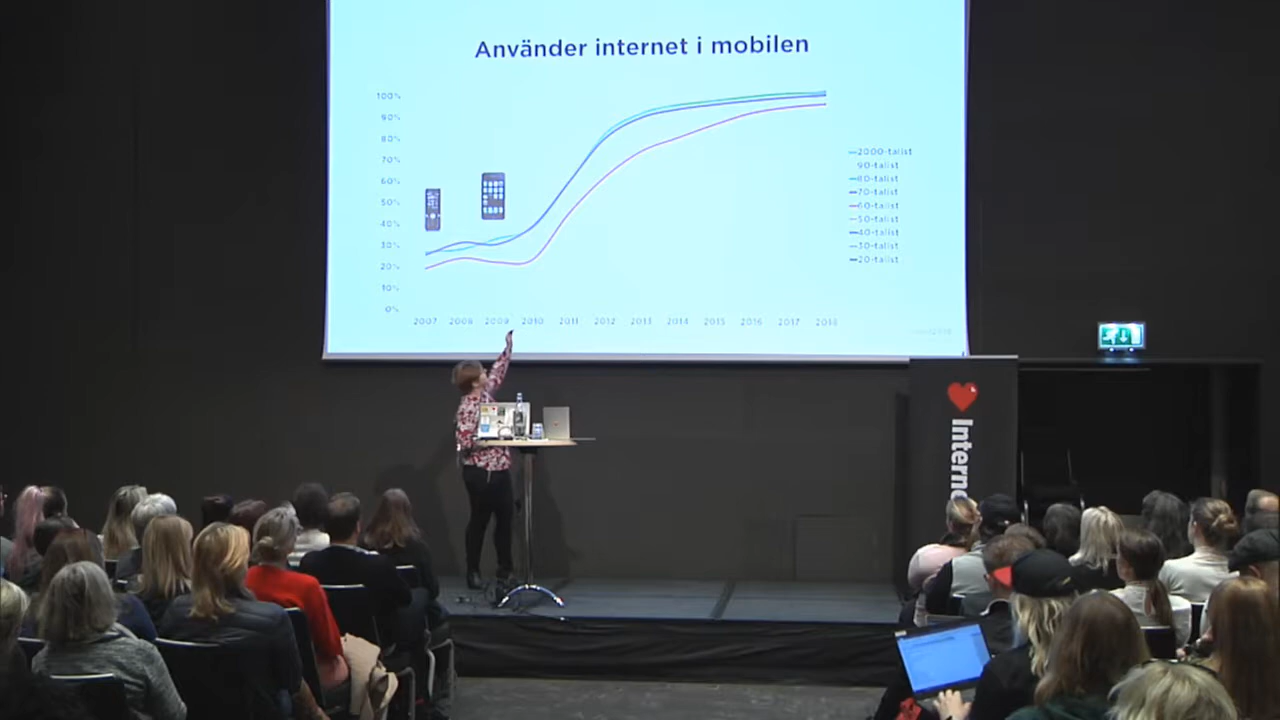 Använder internet i mobilen
100%
90%
80%
70%
60%
50%
40%
30%
20%
10%
0%
2007 2008 2009 2010 2011 2012 2013 2014 2015 2016 2017 2018
2000-talist
90-talist
80-talist
70-talist
60-talist
50-talist
40-talist
30-talist
20-talist
Interne